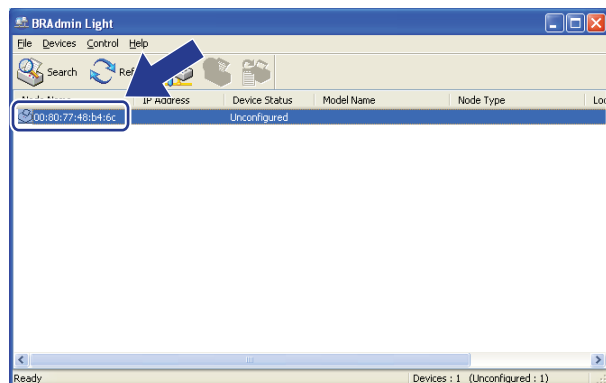 BRAdmin Light
File Devices Control Help
Search
IP Address Device Status Model Name Node Type
00:80:77:48:b4:6c Unconfigured
Ready Devices : 1 (Unconfigured : 1)